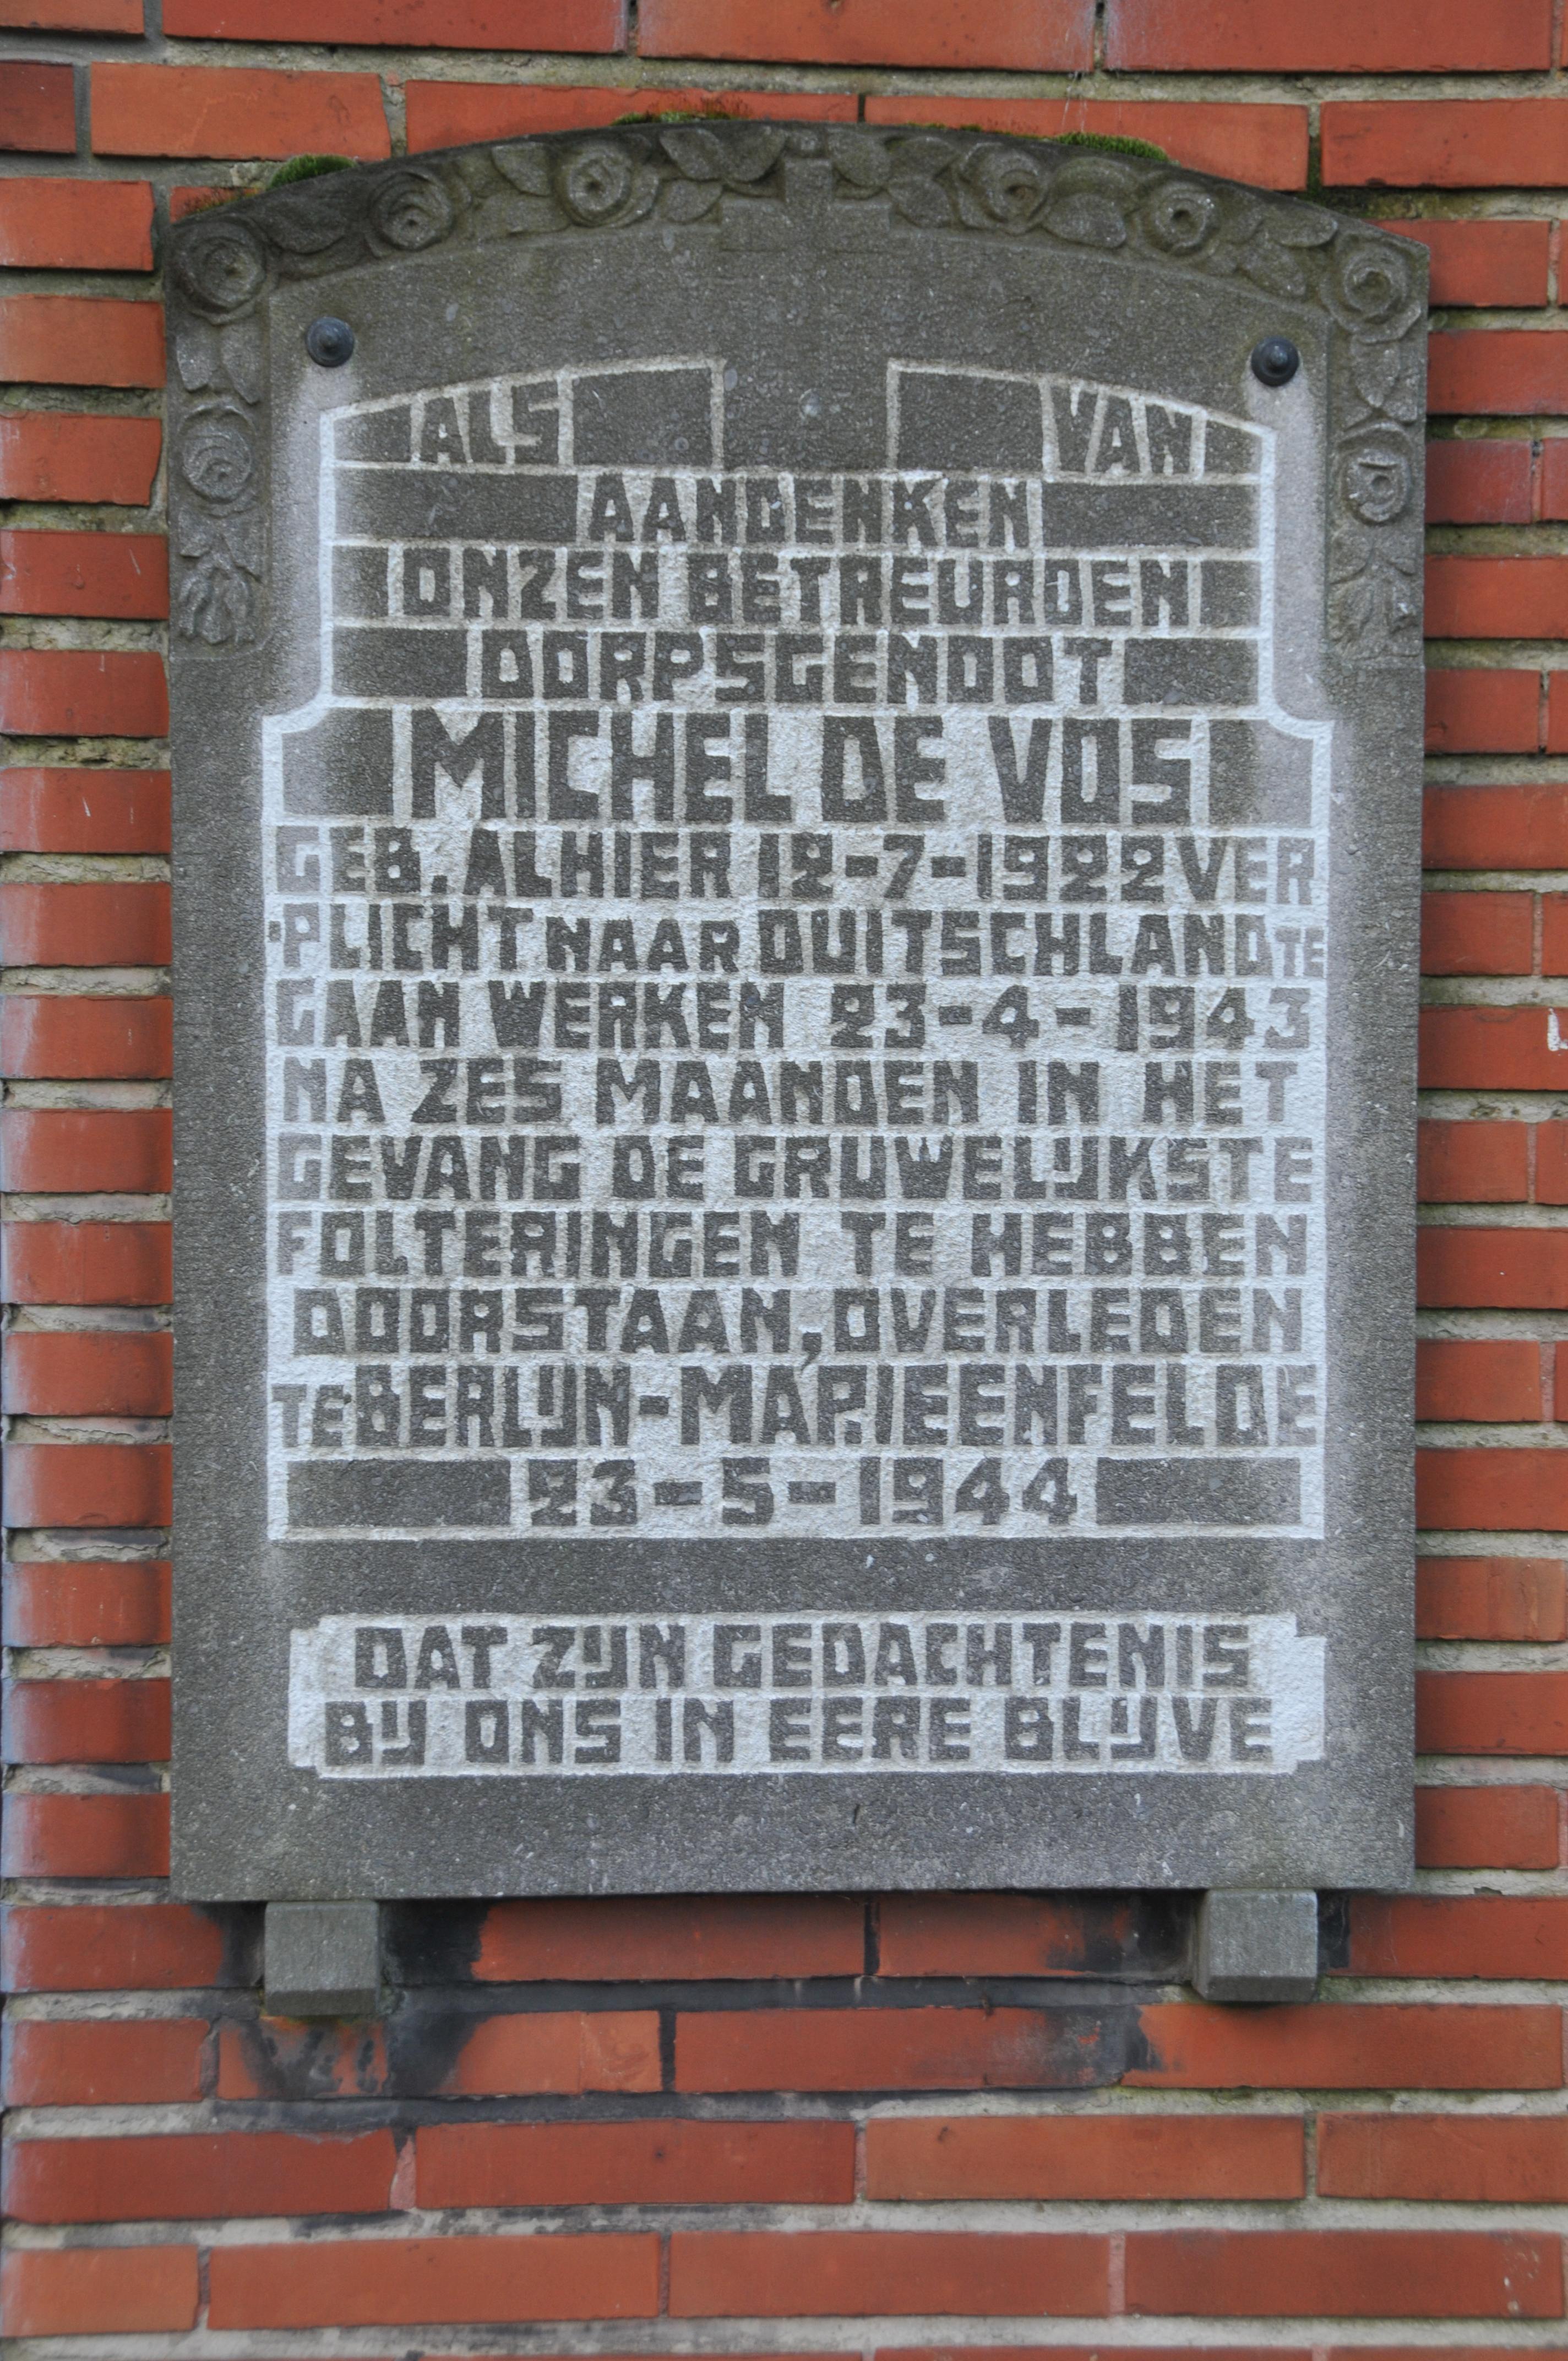 ALS VAN
AANDENKEN
ONZEN BETREURDEN
DORPSGENOOT
MICHEL DE VOS
GEB. ALHIER 12-7-1922 VER
PLICHT NAAR DUITSCHLAND TE
GAAN WERKEN 23-4-1943
NA ZES MAANDEN IN HET
GEVANG DE GRUWELIJKSTE
FOLTERINGEN TE HEBBEN
DOORSTAAN, OVERLEDEN
TE BERLIJN-MARIEENFELDE
23-5-1944
DAT ZIJN GEDACHTENIS
BIJ ONS IN EERE BLIJVE